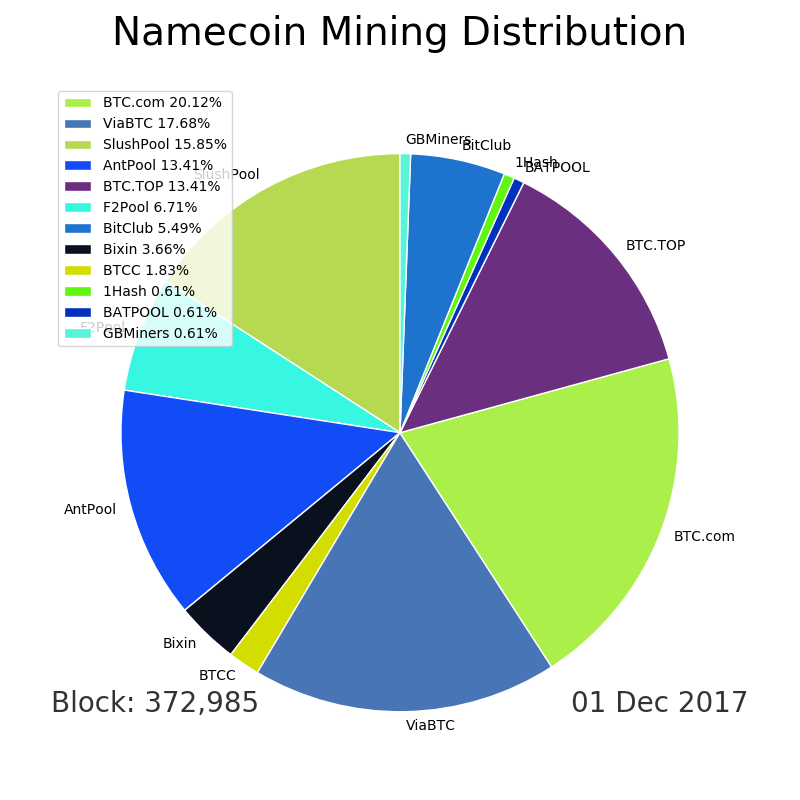 Namecoin Mining Distribution
BTC.com 20.12%
ViaBTC 17.68%
SlushPool 15.85%
AntPool 13.41%
BTC.TOP 13.41%
F2Pool 6.71%
BitClub 5.49%
Bixin 3.66%
BTCC 1.83%
1Hash 0.61%
BATPOOL 0.61%
GBMiners 0.61%
GBMiners
BitClub
1Hash
BATPOOL
SlushPool
BTC.TOP
F2Pool
AntPool
BTC.com
Bixin
BTCC
ViaBTC
Block: 372,985
01 Dec 2017